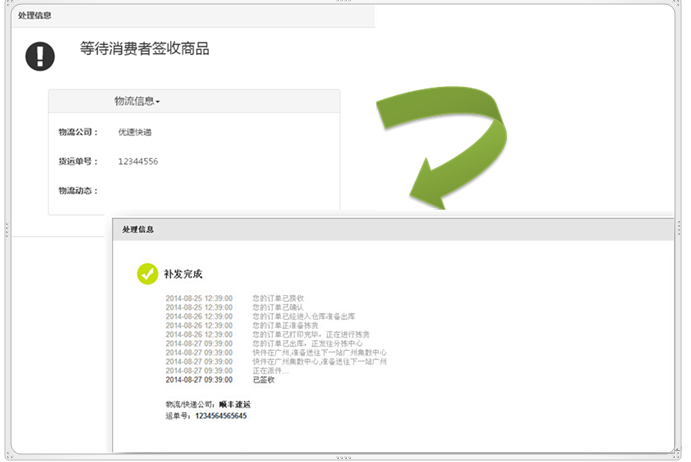 处理信息
等待消费者签收商品
物流信息
物流公司： 优速快递
货运单号： 12344556
物流动态：
处理信息
补发完成
2014-08-25 12:39:00 您的订单已接收
2014-08-25 12:39:00 您的订单已确认
2014-08-26 12:39:00 您的订单已经进入仓库准备出库
2014-08-26 12:39:00 您的订单正准备拣货
2014-08-26 12:39:00 您的订单已打印完毕，正在进行拣货
2014-08-27 09:39:00 您的订单已出库，正发往分拣中心
2014-08-27 09:39:00 快件在广州,准备送往下一站广州集散中心
2014-08-27 09:39:00 快件在广州集散中心,准备送往下一站广州
2014-08-27 09:39:00 正在派件...
2014-08-27 09:39:00 已签收
物流/快递公司：顺丰速运
运单号：1234564565645